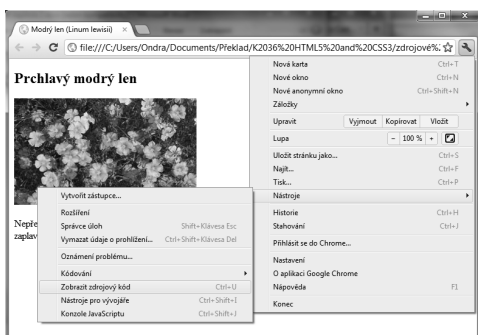 Modrý len (Linum lewisii) ×
file:///C:/Users/Ondra/Documents/Překlad/K2036%20HTML5%20and%20CSS3/zdrojové%
Prchlavý modrý len
Nepře
zaplav
Nová karta Ctrl+T
Nové okno Ctrl+N
Nové anonymní okno Ctrl+Shift+N
Záložky
Upravit Vyjmout Kopírovat Vložit
Lupa − 100 % +
Uložit stránku jako... Ctrl+S
Najít... Ctrl+F
Tisk... Ctrl+P
Nástroje
Historie Ctrl+H
Stahování Ctrl+J
Přihlásit se do Chrome...
Nastavení
O aplikaci Google Chrome
Nápověda F1
Konec
Vytvořit zástupce...
Rozšíření
Správce úloh Shift+Klávesa Esc
Vymazat údaje o prohlížení... Ctrl+Shift+Klávesa Del
Oznámení problému...
Kódování
Zobrazit zdrojový kód Ctrl+U
Nástroje pro vývojáře Ctrl+Shift+I
Konzole JavaScriptu Ctrl+Shift+J